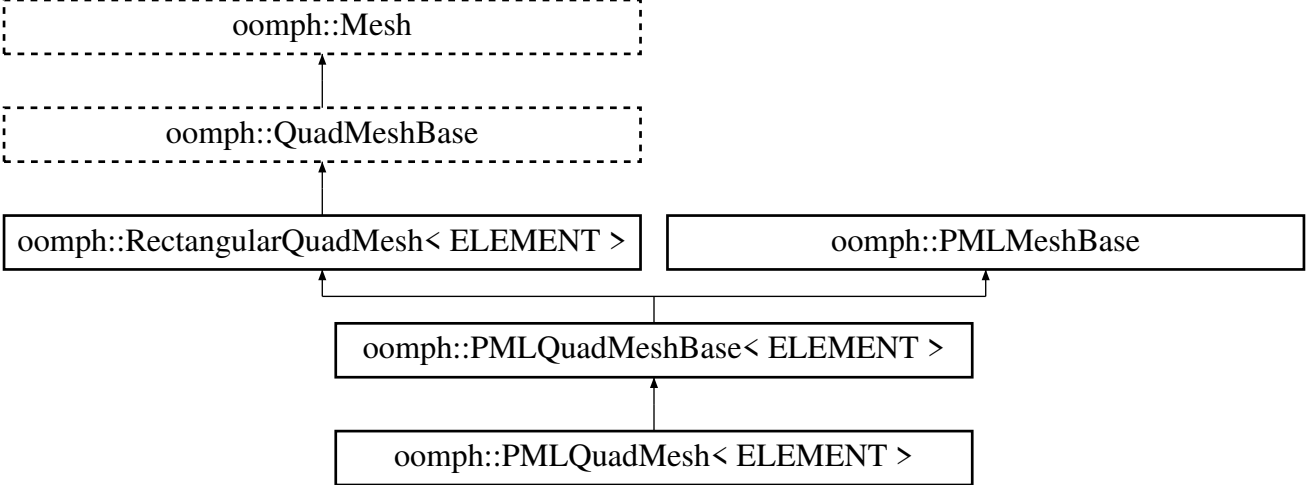 oomph::Mesh
oomph::QuadMeshBase
oomph::RectangularQuadMesh< ELEMENT >
oomph::PMLMeshBase
oomph::PMLQuadMeshBase< ELEMENT >
oomph::PMLQuadMesh< ELEMENT >